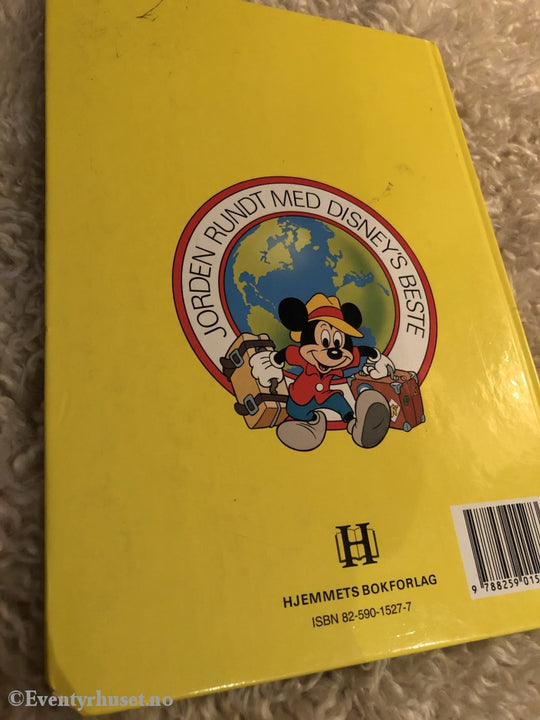 JORDEN RUNDT MED DISNEY'S BESTE
H
HJEMMETS BOKFORLAG
ISBN 82-590-1527-7
9 788259 015
©Eventyrhuset.no